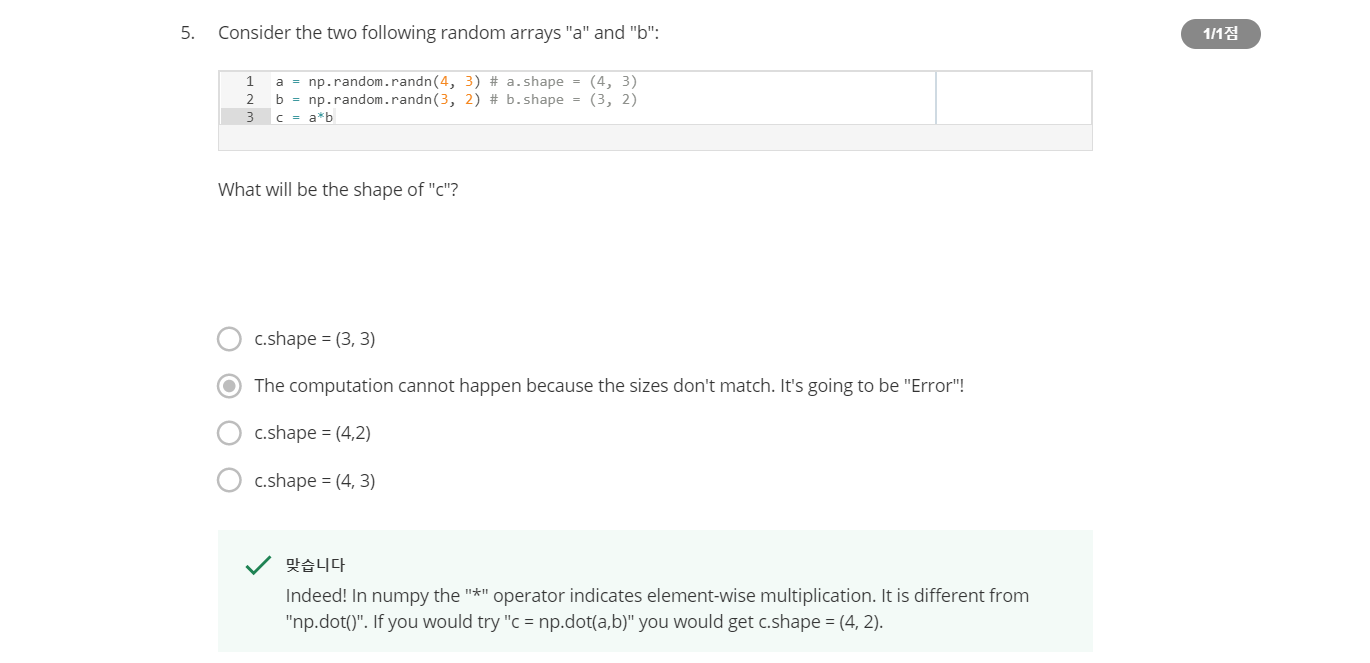 5. Consider the two following random arrays "a" and "b":
1/1점
1 a = np.random.randn(4, 3) # a.shape = (4, 3)
2 b = np.random.randn(3, 2) # b.shape = (3, 2)
3 c = a*b
What will be the shape of "c"?
c.shape = (3, 3)
The computation cannot happen because the sizes don't match. It's going to be "Error"!
c.shape = (4,2)
c.shape = (4, 3)
맞습니다
Indeed! In numpy the "*" operator indicates element-wise multiplication. It is different from
"np.dot()". If you would try "c = np.dot(a,b)" you would get c.shape = (4, 2).